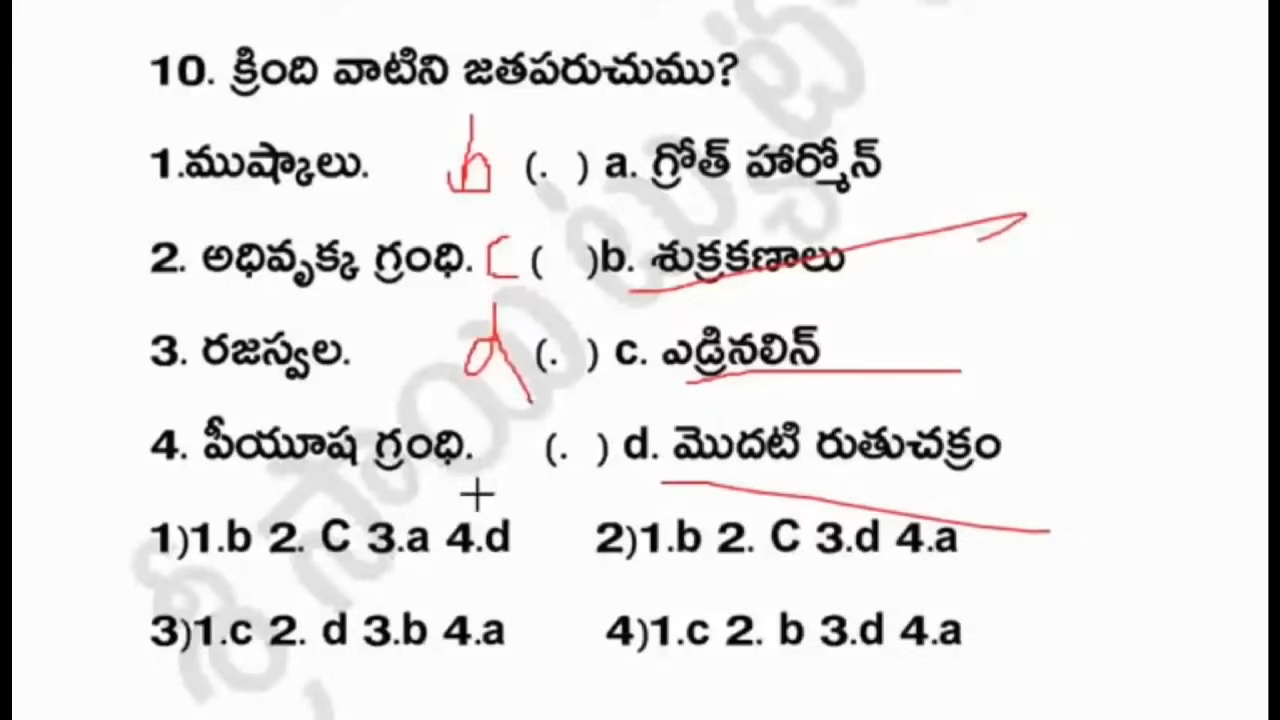 10. క్రింది వాటిని జతపరుచుము?
1.ముష్కాలు. b (. ) a. గ్రోత్ హార్మోన్
2. అధివృక్క గ్రంధి. C ( )b. శుక్రకణాలు
3. రజస్వల. d (. ) c. ఎడ్రినలిన్
4. పీయూష గ్రంధి. (. ) d. మొదటి రుతుచక్రం
1)1.b 2. C 3.a 4.d 2)1.b 2. C 3.d 4.a
3)1.c 2. d 3.b 4.a 4)1.c 2. b 3.d 4.a